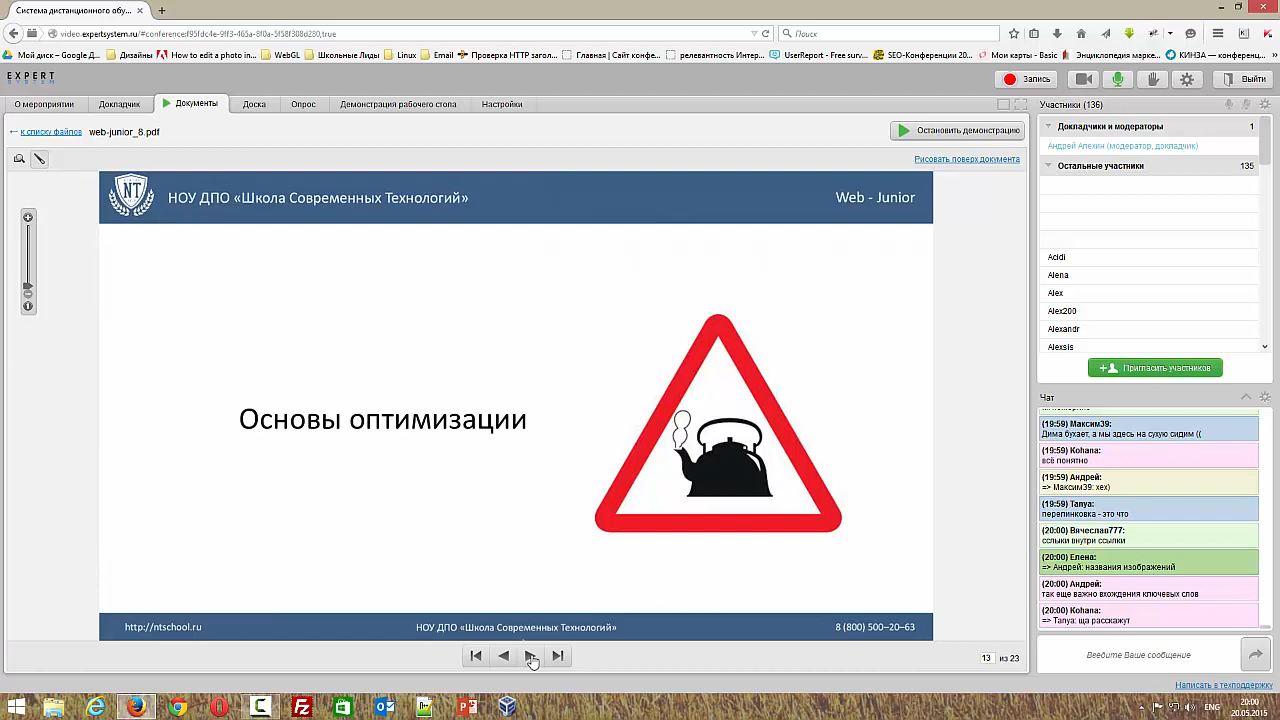 Система дистанционного обу...
video.expertsystem.ru/#conference:f95fdc4e-9ff3-465a-8f0a-5f58f308d280,true
Поиск
Мой диск – Google Д...
Дизайны
How to edit a photo in...
WebGL
Школьные Лиды
Linux
Email
Проверка HTTP загол...
Главная | Сайт конфе...
релевантность Интер...
UserReport - Free surv...
SEO-Конференции 20...
Мои карты - Basic
Энциклопедия марке...
КИНЗА — конференц...
EXPERT
SYSTEM
Запись
Выйти
О мероприятии
Докладчик
Документы
Доска
Опрос
Демонстрация рабочего стола
Настройки
← к списку файлов
web-junior_8.pdf
Остановить демонстрацию
Рисовать поверх документа
NT
НОУ ДПО «Школа Современных Технологий»
Web - Junior
Основы оптимизации
http://ntschool.ru
НОУ ДПО «Школа Современных Технологий»
8 (800) 500–20–63
13 из 23
Участники (136)
Докладчики и модераторы 1
Андрей Апехин (модератор, докладчик)
Остальные участники 135
Acidi
Alena
Alex
Alex200
Alexandr
Alexsis
Пригласить участников
Чат
(19:59) Максим39:
Дима бухает, а мы здесь на сухую сидим ((
(19:59) Kohana:
всё понятно
(19:59) Андрей:
=> Максим39: хех)
(19:59) Tanya:
перелинковка - это что
(20:00) Вячеслав777:
сслыки внутри ссылки
(20:00) Елена:
=> Андрей: названия изображений
(20:00) Андрей:
так еще важно вхождения ключевых слов
(20:00) Kohana:
=> Tanya: ща расскажут
Введите Ваше сообщение
Написать в техподдержку
ENG
20:00
20.05.2015